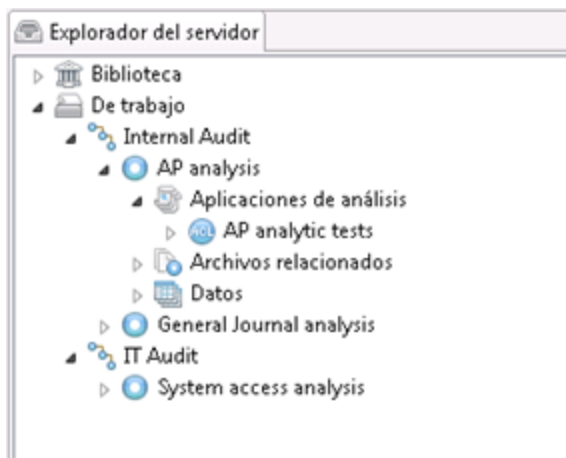 Explorador del servidor
Biblioteca
De trabajo
Internal Audit
AP analysis
Aplicaciones de análisis
ACL AP analytic tests
Archivos relacionados
Datos
General Journal analysis
IT Audit
System access analysis